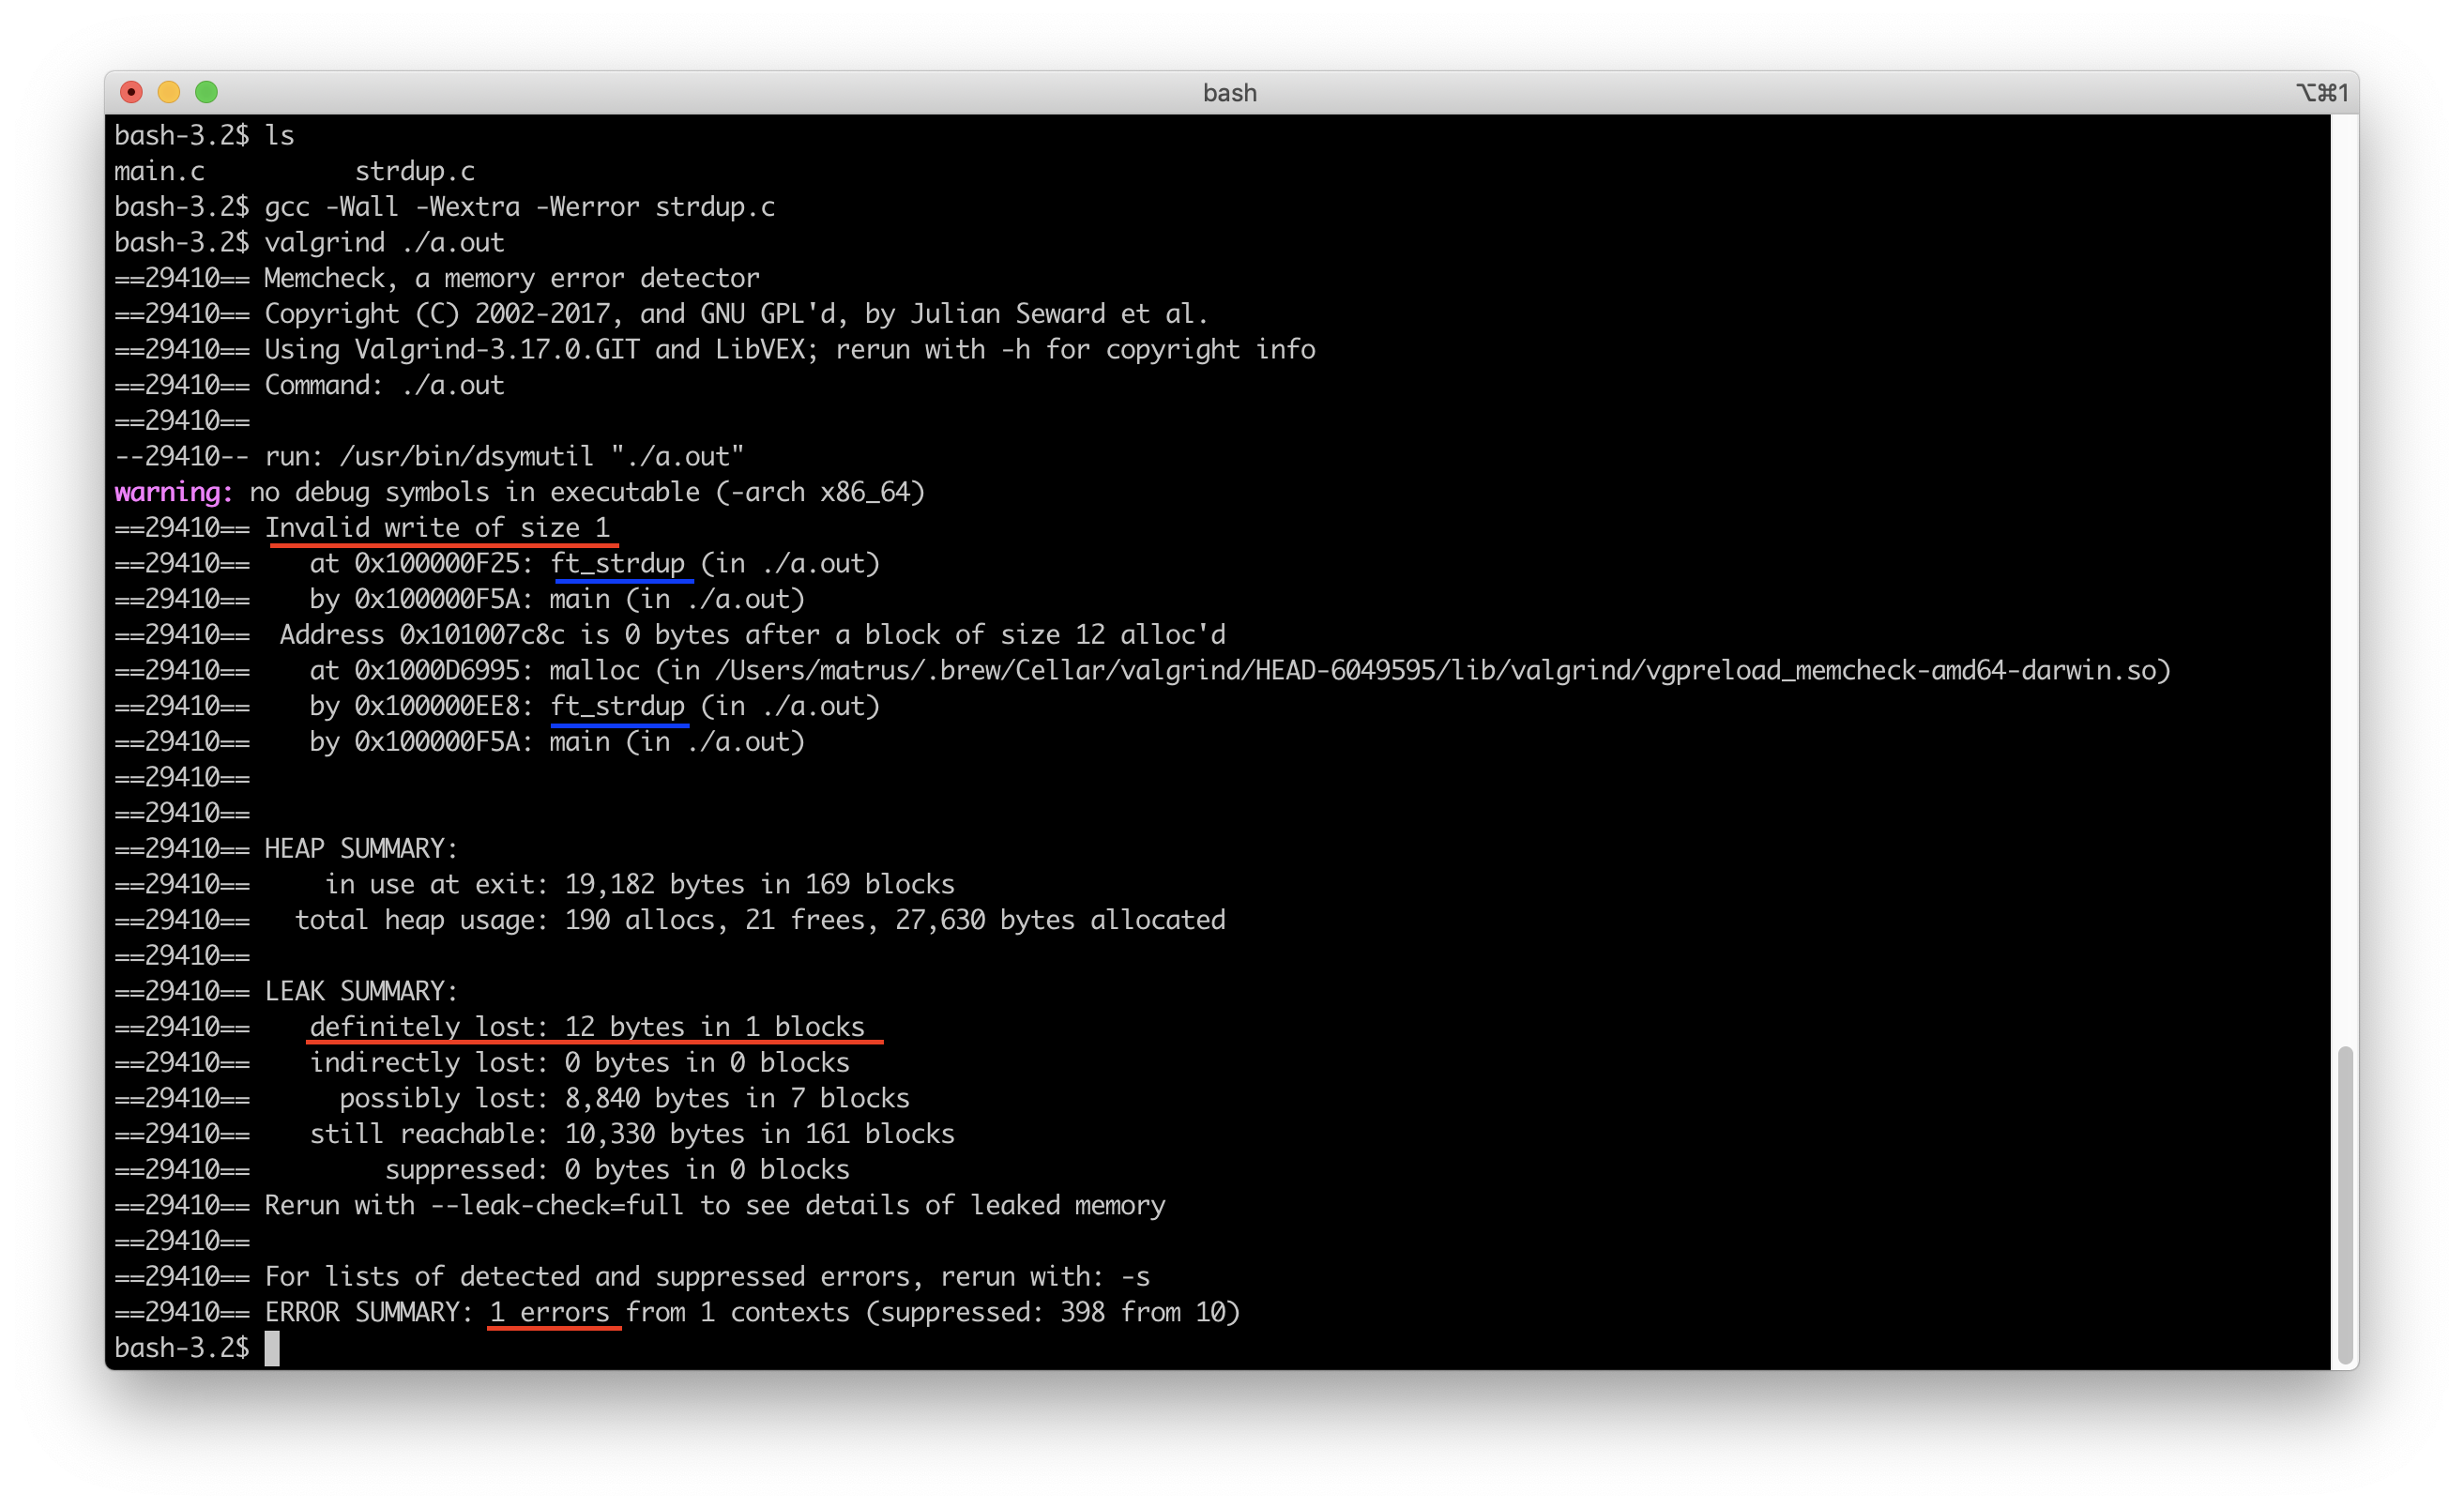 bash
⌥⌘1
bash-3.2$ ls
main.c          strdup.c
bash-3.2$ gcc -Wall -Wextra -Werror strdup.c
bash-3.2$ valgrind ./a.out
==29410== Memcheck, a memory error detector
==29410== Copyright (C) 2002-2017, and GNU GPL'd, by Julian Seward et al.
==29410== Using Valgrind-3.17.0.GIT and LibVEX; rerun with -h for copyright info
==29410== Command: ./a.out
==29410==
--29410-- run: /usr/bin/dsymutil "./a.out"
warning: no debug symbols in executable (-arch x86_64)
==29410== Invalid write of size 1
==29410==    at 0x100000F25: ft_strdup (in ./a.out)
==29410==    by 0x100000F5A: main (in ./a.out)
==29410==  Address 0x101007c8c is 0 bytes after a block of size 12 alloc'd
==29410==    at 0x1000D6995: malloc (in /Users/matrus/.brew/Cellar/valgrind/HEAD-6049595/lib/valgrind/vgpreload_memcheck-amd64-darwin.so)
==29410==    by 0x100000EE8: ft_strdup (in ./a.out)
==29410==    by 0x100000F5A: main (in ./a.out)
==29410==
==29410==
==29410== HEAP SUMMARY:
==29410==     in use at exit: 19,182 bytes in 169 blocks
==29410==   total heap usage: 190 allocs, 21 frees, 27,630 bytes allocated
==29410==
==29410== LEAK SUMMARY:
==29410==    definitely lost: 12 bytes in 1 blocks
==29410==    indirectly lost: 0 bytes in 0 blocks
==29410==      possibly lost: 8,840 bytes in 7 blocks
==29410==    still reachable: 10,330 bytes in 161 blocks
==29410==         suppressed: 0 bytes in 0 blocks
==29410== Rerun with --leak-check=full to see details of leaked memory
==29410==
==29410== For lists of detected and suppressed errors, rerun with: -s
==29410== ERROR SUMMARY: 1 errors from 1 contexts (suppressed: 398 from 10)
bash-3.2$